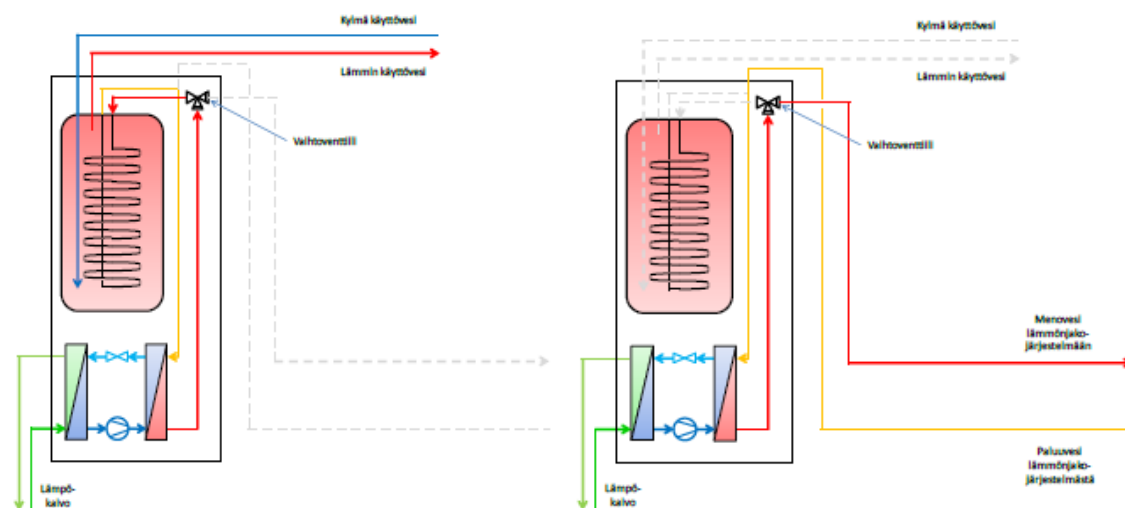 Kylmä käyttövesi
Lämmin käyttövesi
Vaihtoventtiili
Lämpö-
kaivo
Kylmä käyttövesi
Lämmin käyttövesi
Vaihtoventtiili
Menovesi
lämmönjako-
järjestelmään
Paluuvesi
lämmönjako-
järjestelmästä
Lämpö-
kaivo